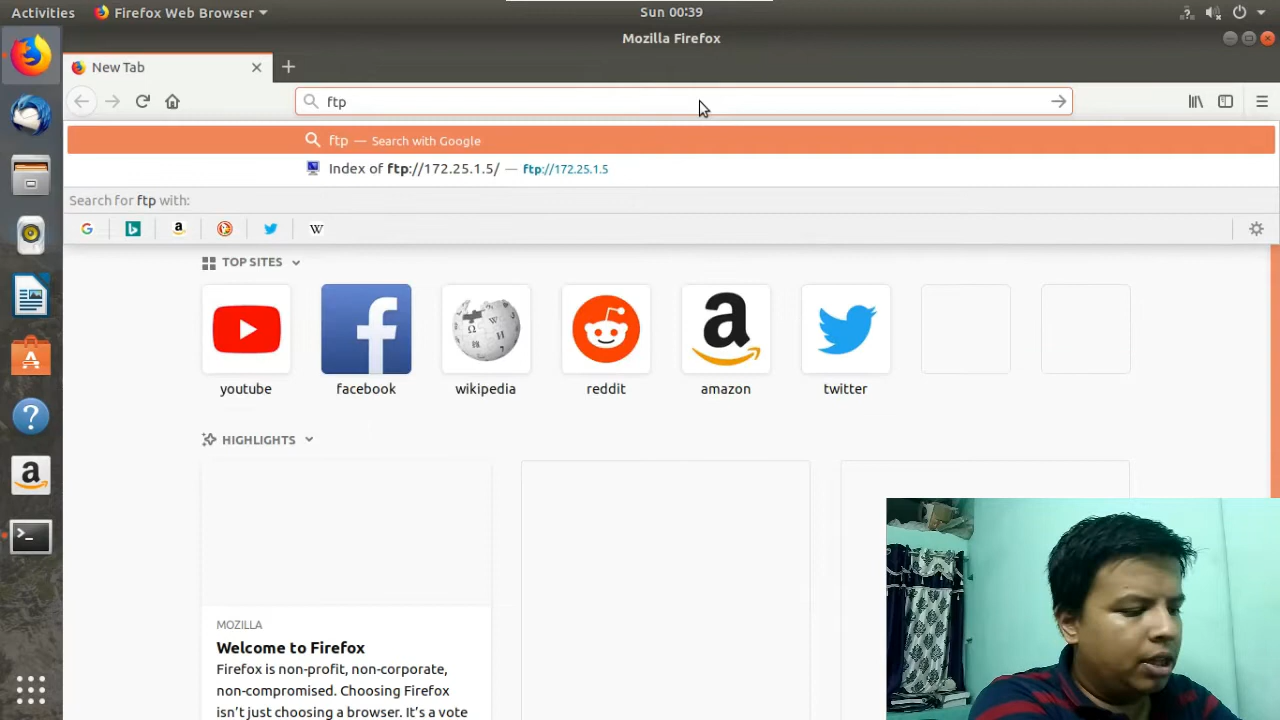 Activities
Firefox Web Browser
Sun 00:39
Mozilla Firefox
New Tab
ftp
ftp — Search with Google
Index of ftp://172.25.1.5/ — ftp://172.25.1.5
Search for ftp with:
TOP SITES
youtube
facebook
wikipedia
reddit
amazon
twitter
HIGHLIGHTS
MOZILLA
Welcome to Firefox
Firefox is non-profit, non-corporate,
non-compromised. Choosing Firefox
isn't just choosing a browser. It's a vote